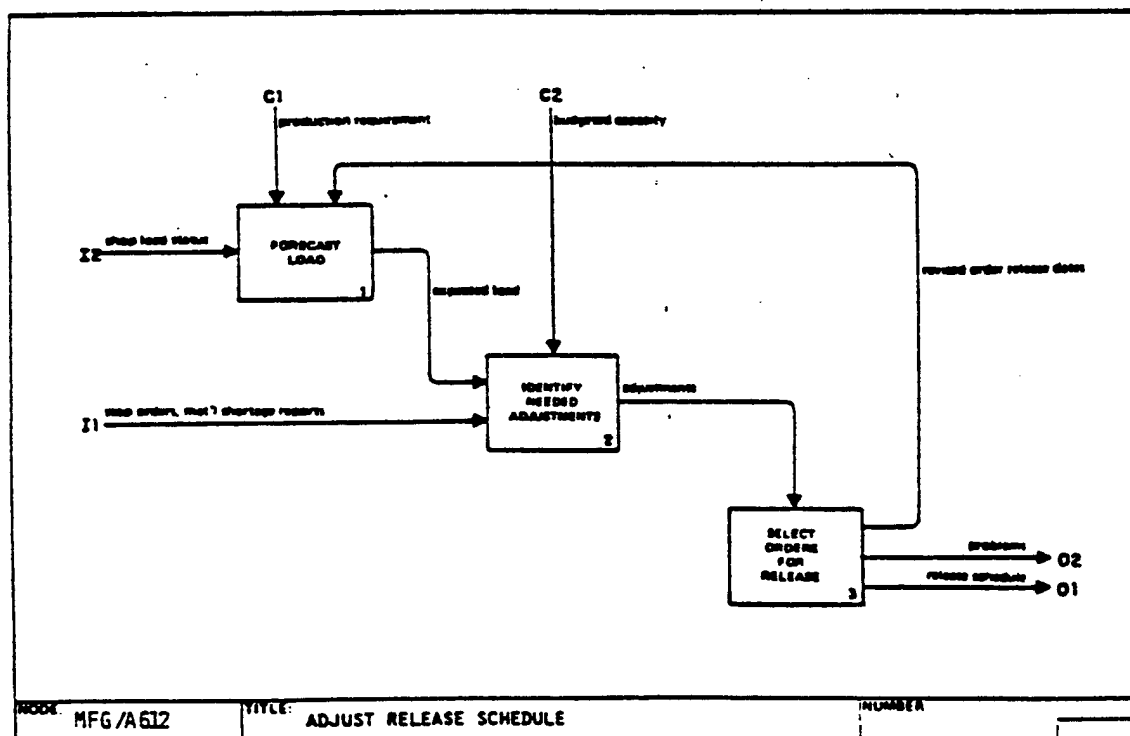 C1
production requirement
C2
budgeted capacity
I2
shop load status
FORECAST
LOAD
1
expected load
revised order release dates
I1
stop orders, mat'l shortage reports
IDENTIFY
NEEDED
ADJUSTMENTS
2
adjustments
SELECT
ORDERS
FOR
RELEASE
3
problems
O2
release schedule
O1
NODE: MFG/A612
TITLE: ADJUST RELEASE SCHEDULE
NUMBER